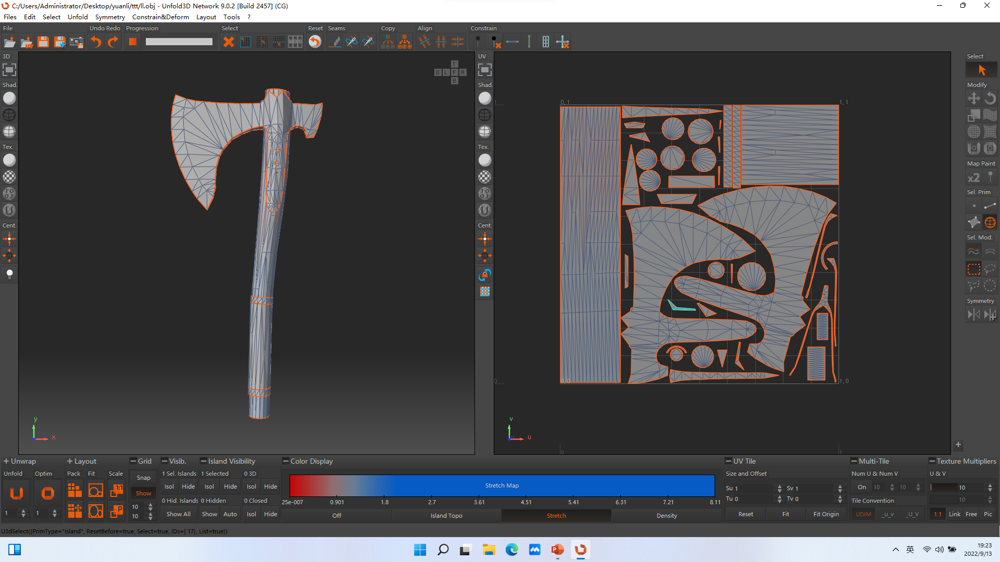 C:/Users/Administrator/Desktop/yuanli/ttt/ll.obj - Unfold3D Network 9.0.2 [Build 2457] (CG)
Files Edit Select Unfold Symmetry Constrain&Deform Layout Tools ?
File Undo Redo Progression Select Reset Seams Copy Align Constrain
3D UV Select
T
B L F R
B
Shad. Shad. Modify
0, 1 1, 1
1
Tex. Tex.
Map Paint
x2
Sel. Prim
Cent. Cent.
Sel. Mod.
Symmetry
0 0, 0 1, 0
y v
x u
0 1
Unwrap Layout Grid Visib. Island Visibility Color Display UV Tile Multi-Tile Texture Multipliers
Unfold Optim Pack Fit Scale 1 Sel. Islands 1 Selected 0 3D Size and Offset Num U & Num V U & V
Snap Isol Hide Isol Hide Isol Hide Stretch Map Su 1 Sv 1 On 10 10 10
Show 0 Hid. Islands 0 Hidden 0 Closed 25e-007 0.901 1.8 2.7 3.61 4.51 5.41 6.31 7.21 8.11 Tu 0 Tv 0 Tile Convention 10
1 1 10 10 Show All Show Auto Isol Hide Off Island Topo Stretch Density Reset Fit Fit Origin UDIM _u_v _U_V 1:1 Link Free Pic
U3dSelect({PrimType="Island", ResetBefore=true, Select=true, IDs={ 17}, List=true})
英 19:23
2022/9/13